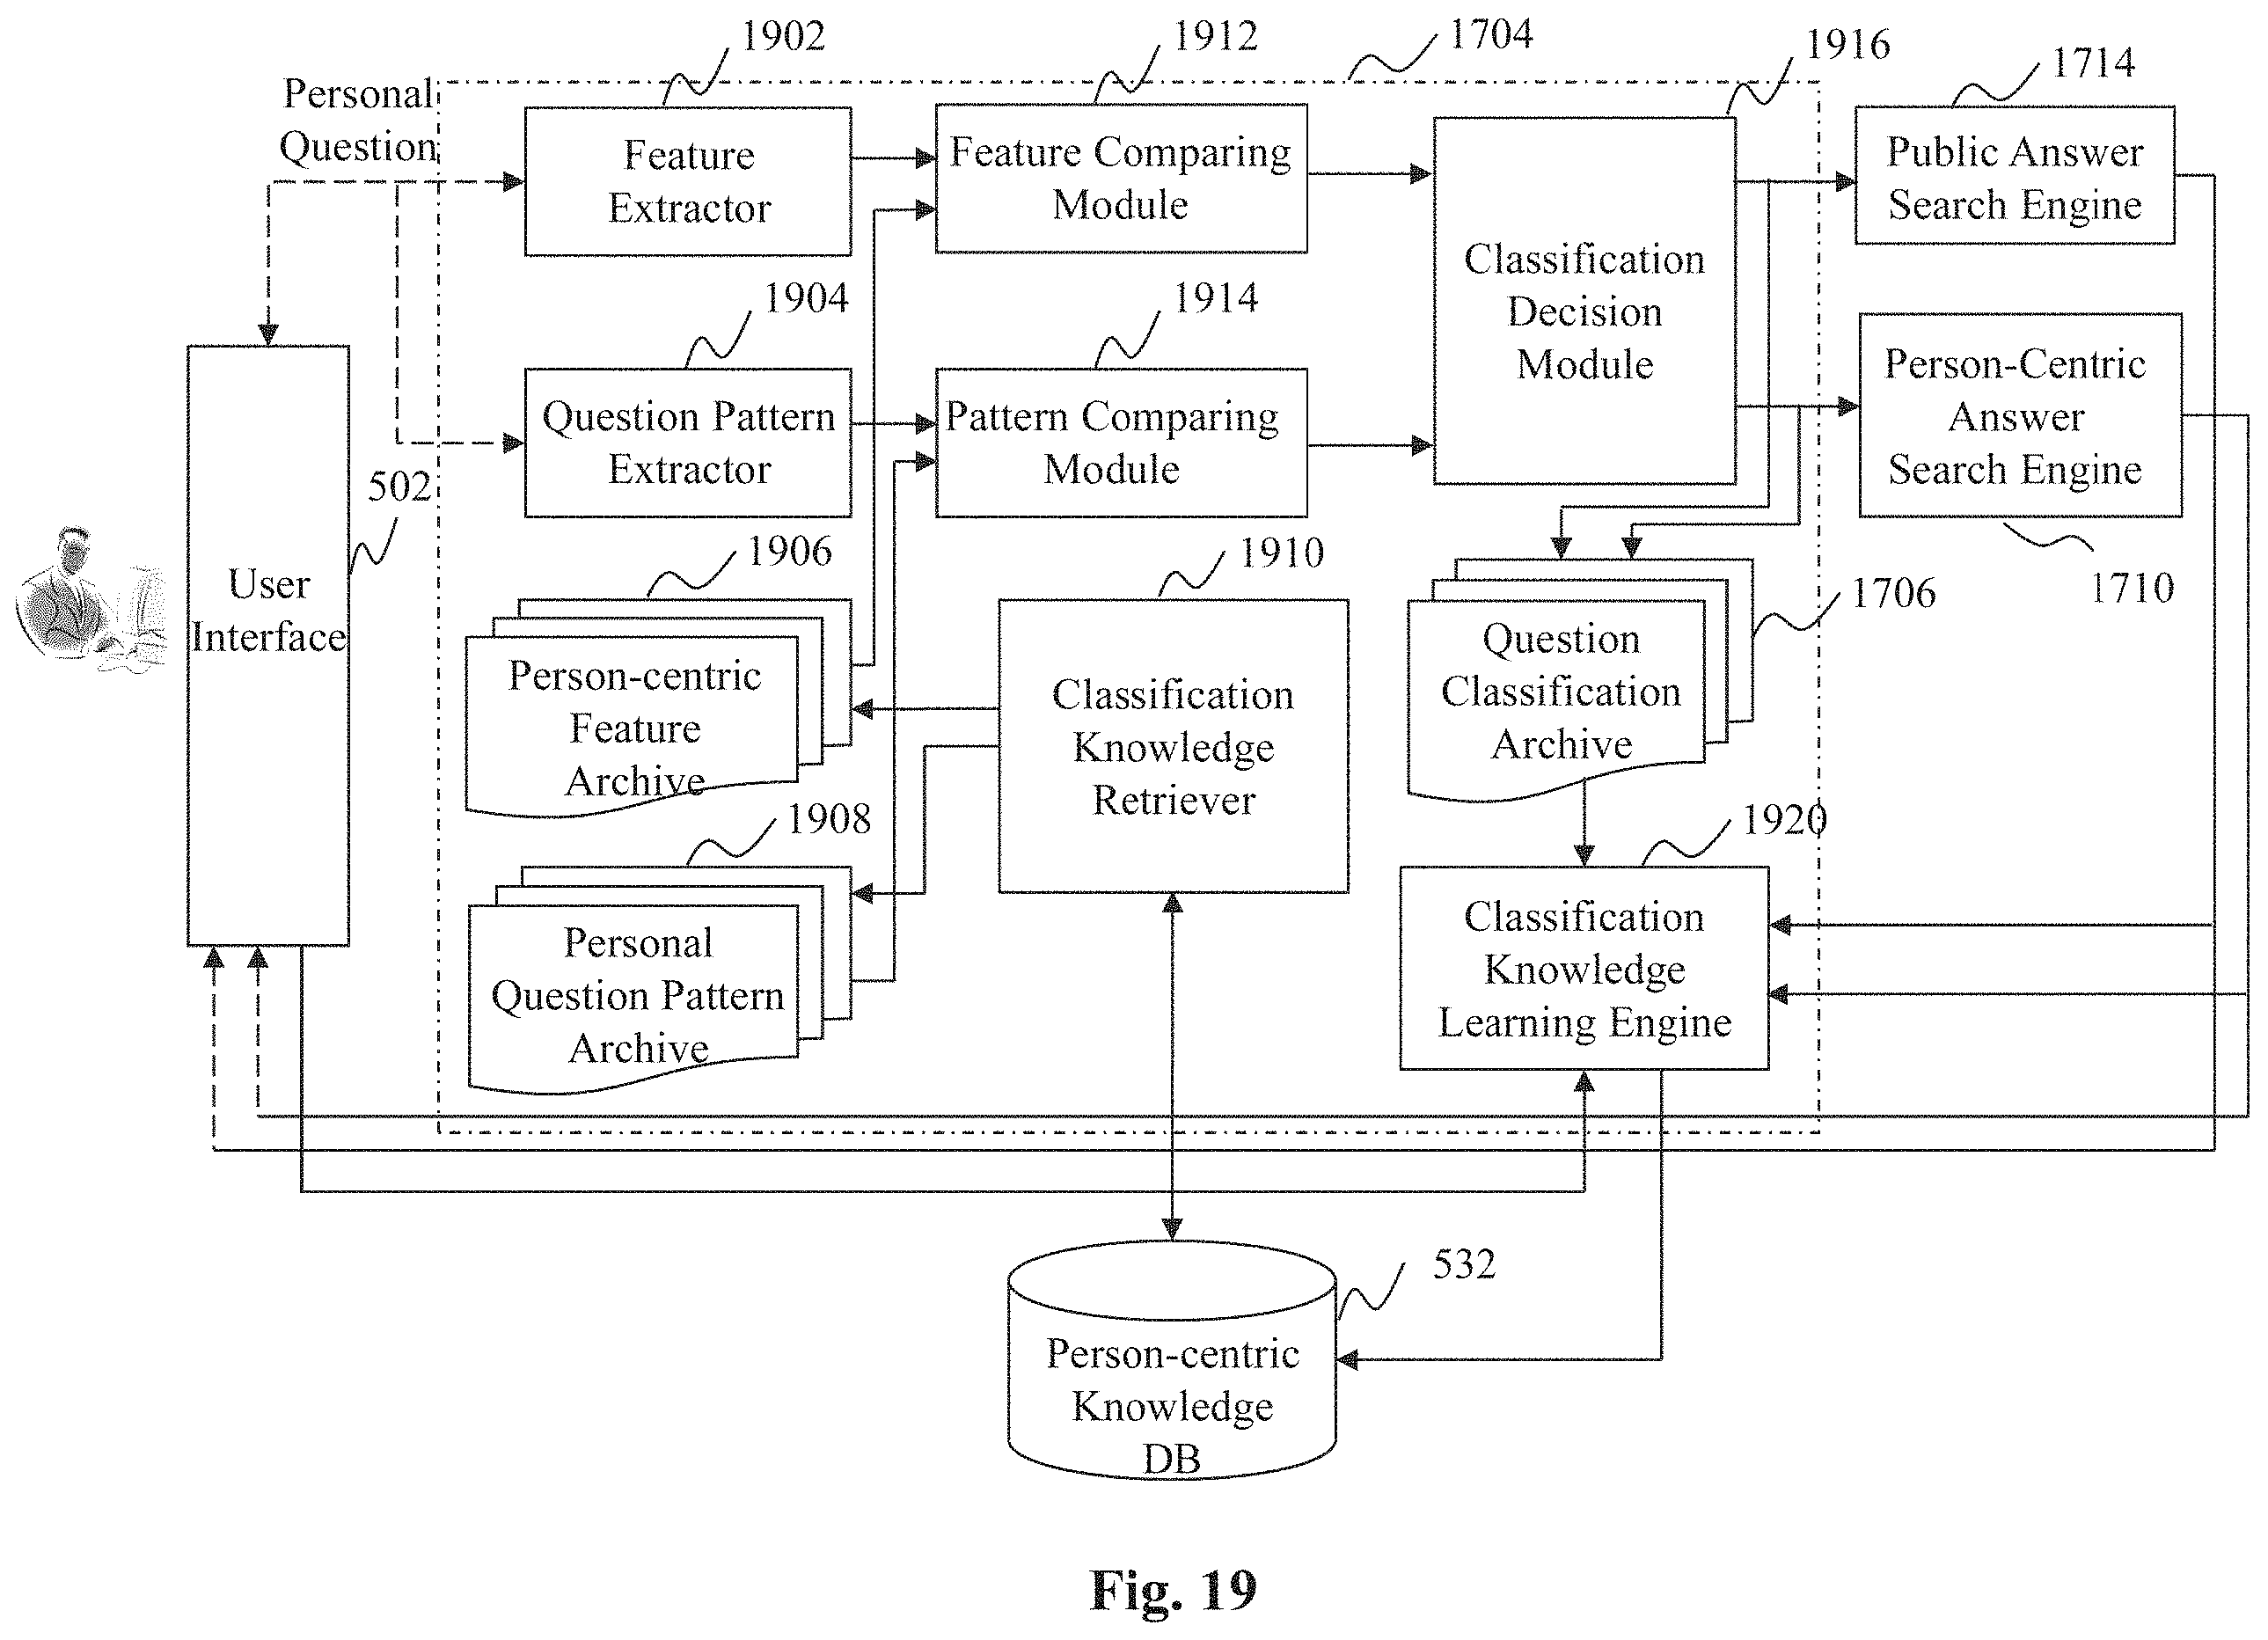 1902
1912
1704
1916
1714
Personal
Question
Feature
Extractor
Feature Comparing
Module
Classification
Decision
Module
Public Answer
Search Engine
1904
1914
Question Pattern
Extractor
Pattern Comparing
Module
Person-Centric
Answer
Search Engine
502
1906
1910
1706
1710
User
Interface
Person-centric
Feature
Archive
Classification
Knowledge
Retriever
Question
Classification
Archive
1908
1920
Personal
Question Pattern
Archive
Classification
Knowledge
Learning Engine
532
Person-centric
Knowledge
DB
Fig. 19